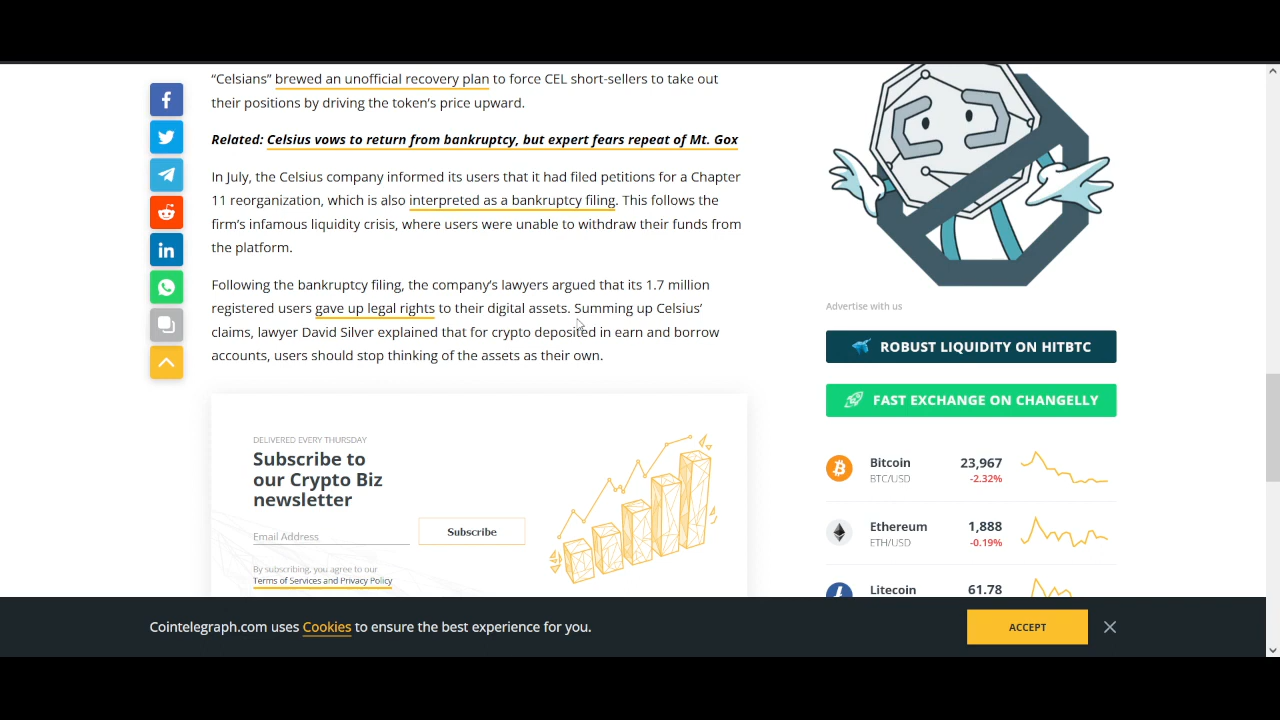 “Celsians” brewed an unofficial recovery plan to force CEL short-sellers to take out
their positions by driving the token’s price upward.
Related: Celsius vows to return from bankruptcy, but expert fears repeat of Mt. Gox
In July, the Celsius company informed its users that it had filed petitions for a Chapter
11 reorganization, which is also interpreted as a bankruptcy filing. This follows the
firm’s infamous liquidity crisis, where users were unable to withdraw their funds from
the platform.
Following the bankruptcy filing, the company’s lawyers argued that its 1.7 million
registered users gave up legal rights to their digital assets. Summing up Celsius’
claims, lawyer David Silver explained that for crypto deposited in earn and borrow
accounts, users should stop thinking of the assets as their own.
DELIVERED EVERY THURSDAY
Subscribe to
our Crypto Biz
newsletter
Email Address
Subscribe
By subscribing, you agree to our
Terms of Services and Privacy Policy
Advertise with us
ROBUST LIQUIDITY ON HITBTC
FAST EXCHANGE ON CHANGELLY
Bitcoin 23,967
BTC/USD -2.32%
Ethereum 1,888
ETH/USD -0.19%
Litecoin 61.78
Cointelegraph.com uses Cookies to ensure the best experience for you.
ACCEPT